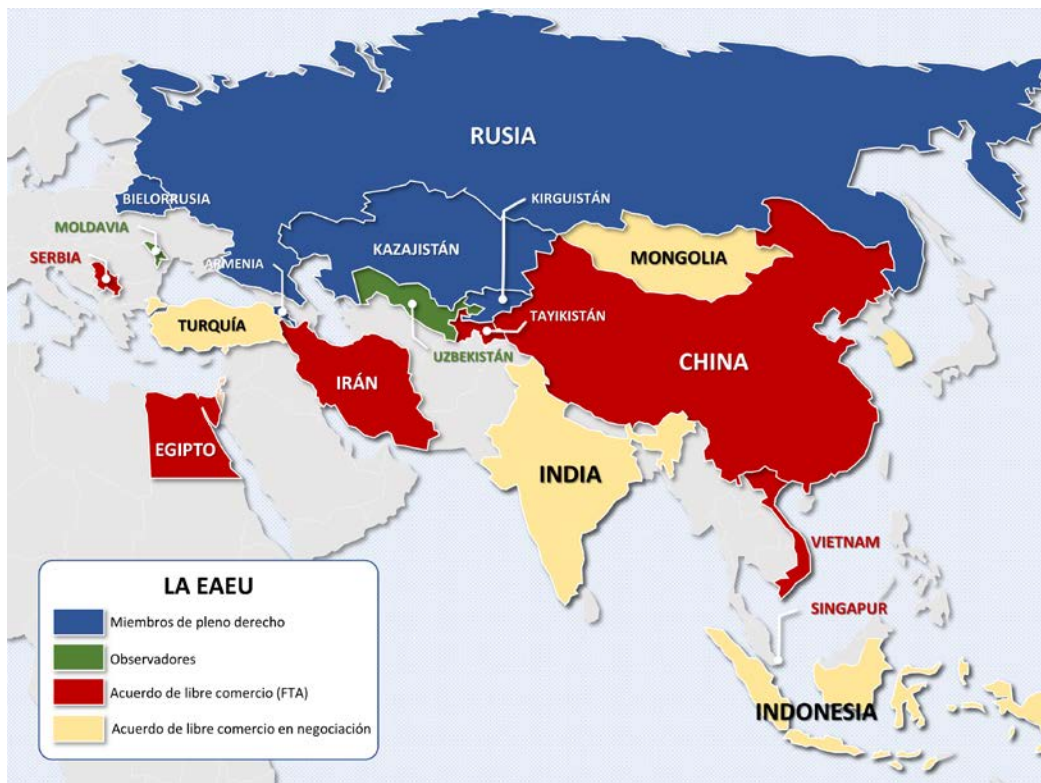 RUSIA
BIELORRUSIA
KIRGUISTÁN
MOLDAVIA
KAZAJISTÁN
SERBIA
ARMENIA
MONGOLIA
TURQUÍA
TAYIKISTÁN
UZBEKISTÁN
CHINA
IRÁN
EGIPTO
INDIA
VIETNAM
SINGAPUR
INDONESIA
LA EAEU
Miembros de pleno derecho
Observadores
Acuerdo de libre comercio (FTA)
Acuerdo de libre comercio en negociación